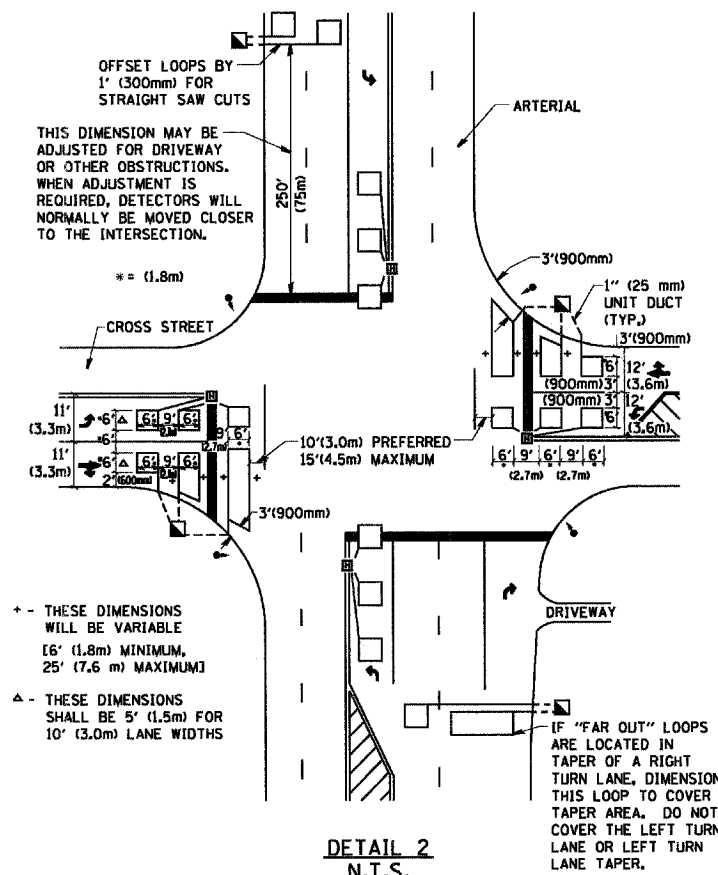 OFFSET LOOPS BY
1' (300mm) FOR
STRAIGHT SAW CUTS
THIS DIMENSION MAY BE
ADJUSTED FOR DRIVEWAY
OR OTHER OBSTRUCTIONS.
WHEN ADJUSTMENT IS
REQUIRED, DETECTORS WILL
NORMALLY BE MOVED CLOSER
TO THE INTERSECTION.
* = (1.8m)
250'
(75m)
ARTERIAL
3'(900mm)
1" (25 mm)
UNIT DUCT
(TYP.)
3'(900mm)
CROSS STREET
11'
(3.3m)
11'
(3.3m)
*6'
*6'
*6'
2' (600mm)
6'
9'
6'
6'
9'
6'
(2.7m)
6'
3'(900mm)
10'(3.0m) PREFERRED
15'(4.5m) MAXIMUM
6'
12'
(3.6m)
(900mm) 3'
(900mm) 3'
12'
6'
(3.6m)
6' 9' 6' 9' 6'
(2.7m) (2.7m)
+ - THESE DIMENSIONS
WILL BE VARIABLE
[6' (1.8m) MINIMUM,
25' (7.6 m) MAXIMUM]
△ - THESE DIMENSIONS
SHALL BE 5' (1.5m) FOR
10' (3.0m) LANE WIDTHS
DRIVEWAY
IF "FAR OUT" LOOPS
ARE LOCATED IN
TAPER OF A RIGHT
TURN LANE, DIMENSION
THIS LOOP TO COVER
TAPER AREA. DO NOT
COVER THE LEFT TURN
LANE OR LEFT TURN
LANE TAPER.
DETAIL 2
N.T.S.